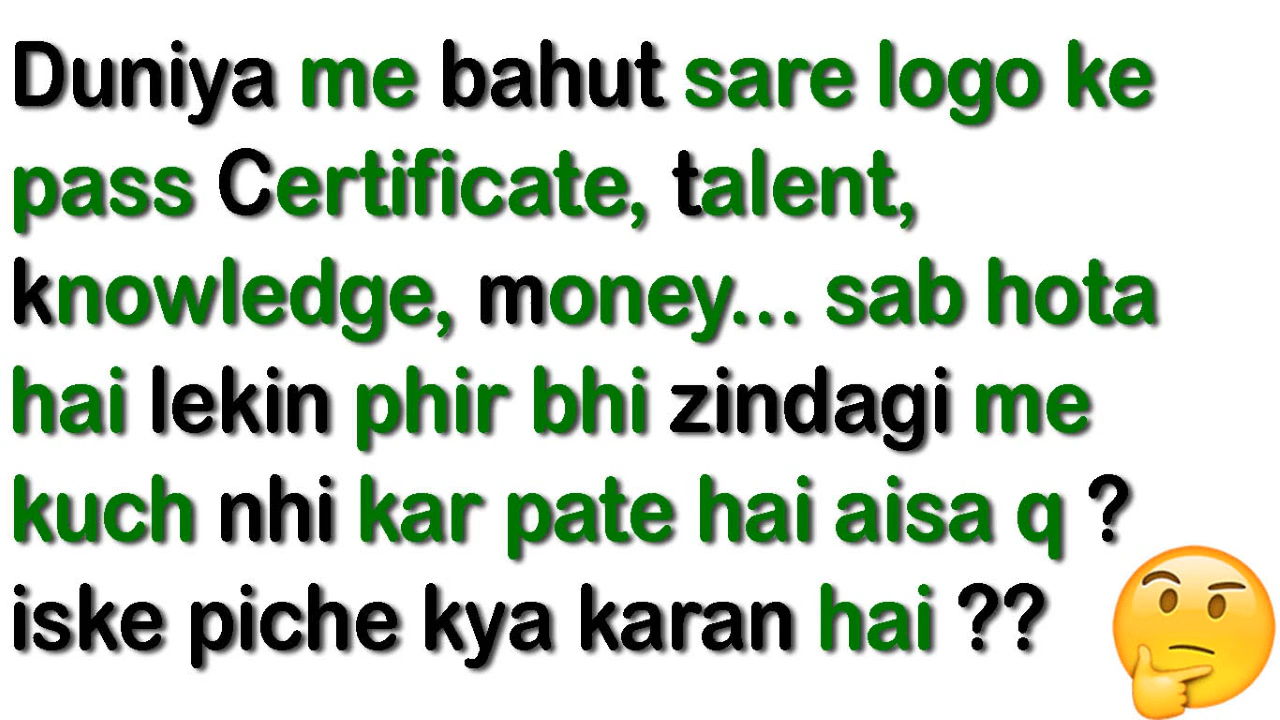 Duniya me bahut sare logo ke
pass Certificate, talent,
knowledge, money... sab hota
hai lekin phir bhi zindagi me
kuch nhi kar pate hai aisa q ?
iske piche kya karan hai ??